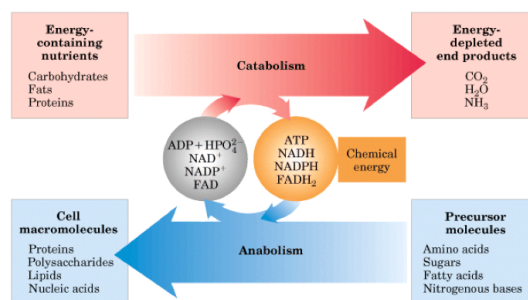 Energy-
containing
nutrients
Carbohydrates
Fats
Proteins
Catabolism
Energy-
depleted
end products
CO₂
H₂O
NH₃
ADP + HPO₄²⁻
NAD⁺
NADP⁺
FAD
ATP
NADH
NADPH
FADH₂
Chemical
energy
Cell
macromolecules
Proteins
Polysaccharides
Lipids
Nucleic acids
Anabolism
Precursor
molecules
Amino acids
Sugars
Fatty acids
Nitrogenous bases